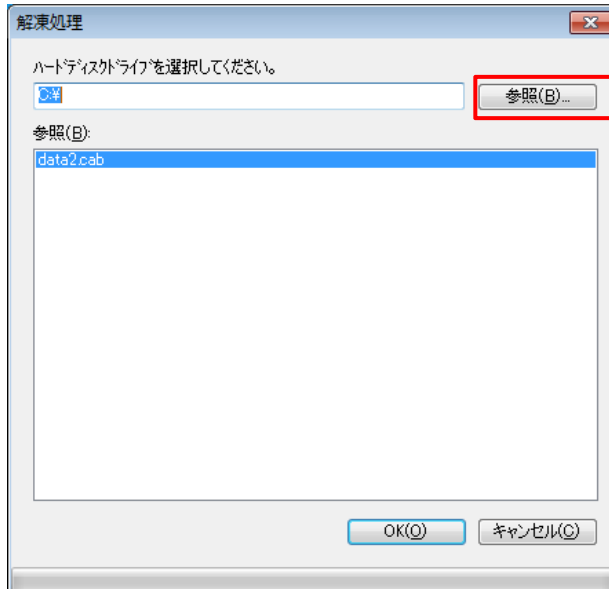 解凍処理
ハードディスクドライブを選択してください。
C:¥
参照(B)...
参照(B):
data2.cab
OK(O)
キャンセル(C)